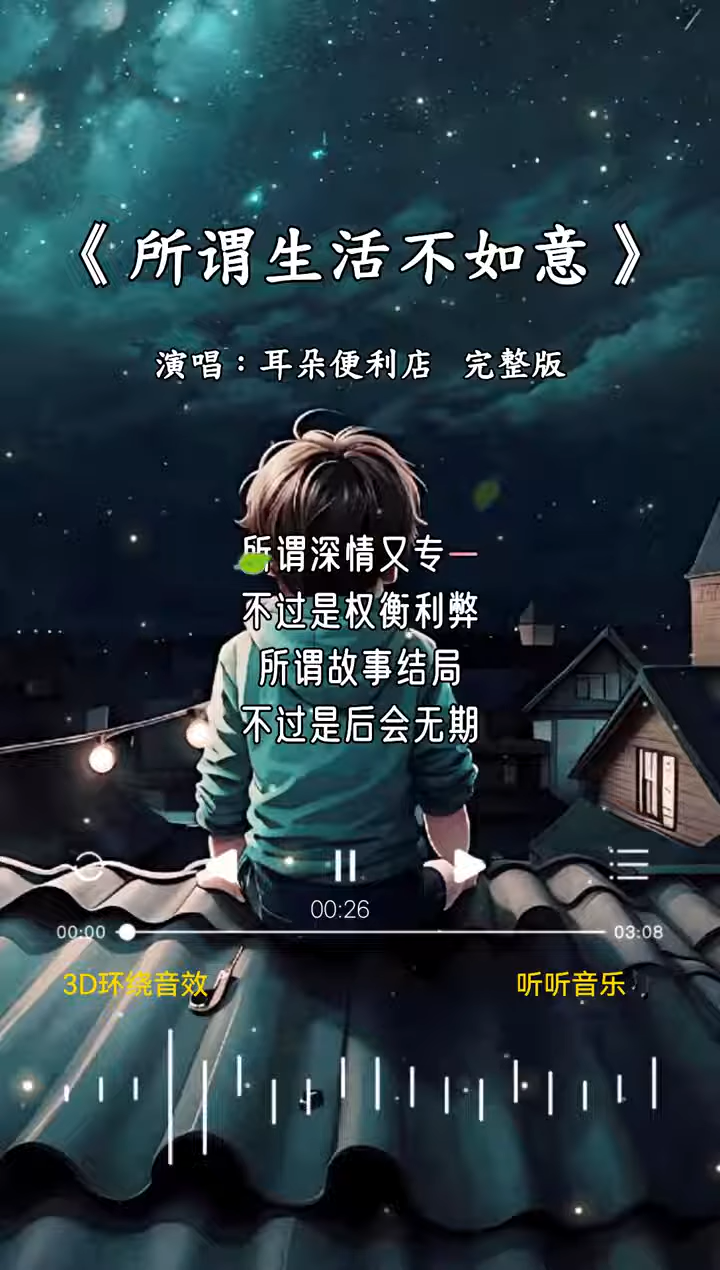 《所谓生活不如意》
演唱：耳朵便利店 完整版
所谓深情又专一
不过是权衡利弊
所谓故事结局
不过是后会无期
00:26
00:00 03:08
3D环绕音效 听听音乐